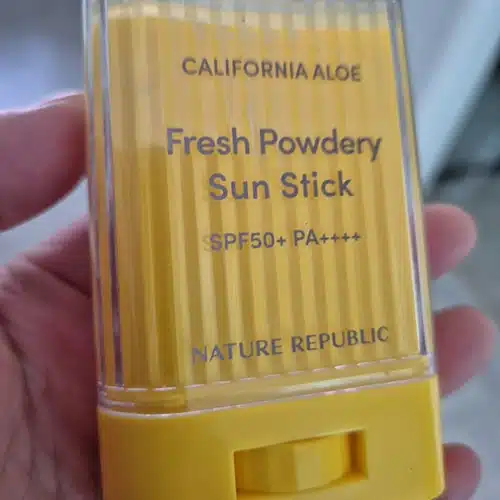 CALIFORNIA ALOE
Fresh Powdery
Sun Stick
SPF50+ PA++++
NATURE REPUBLIC